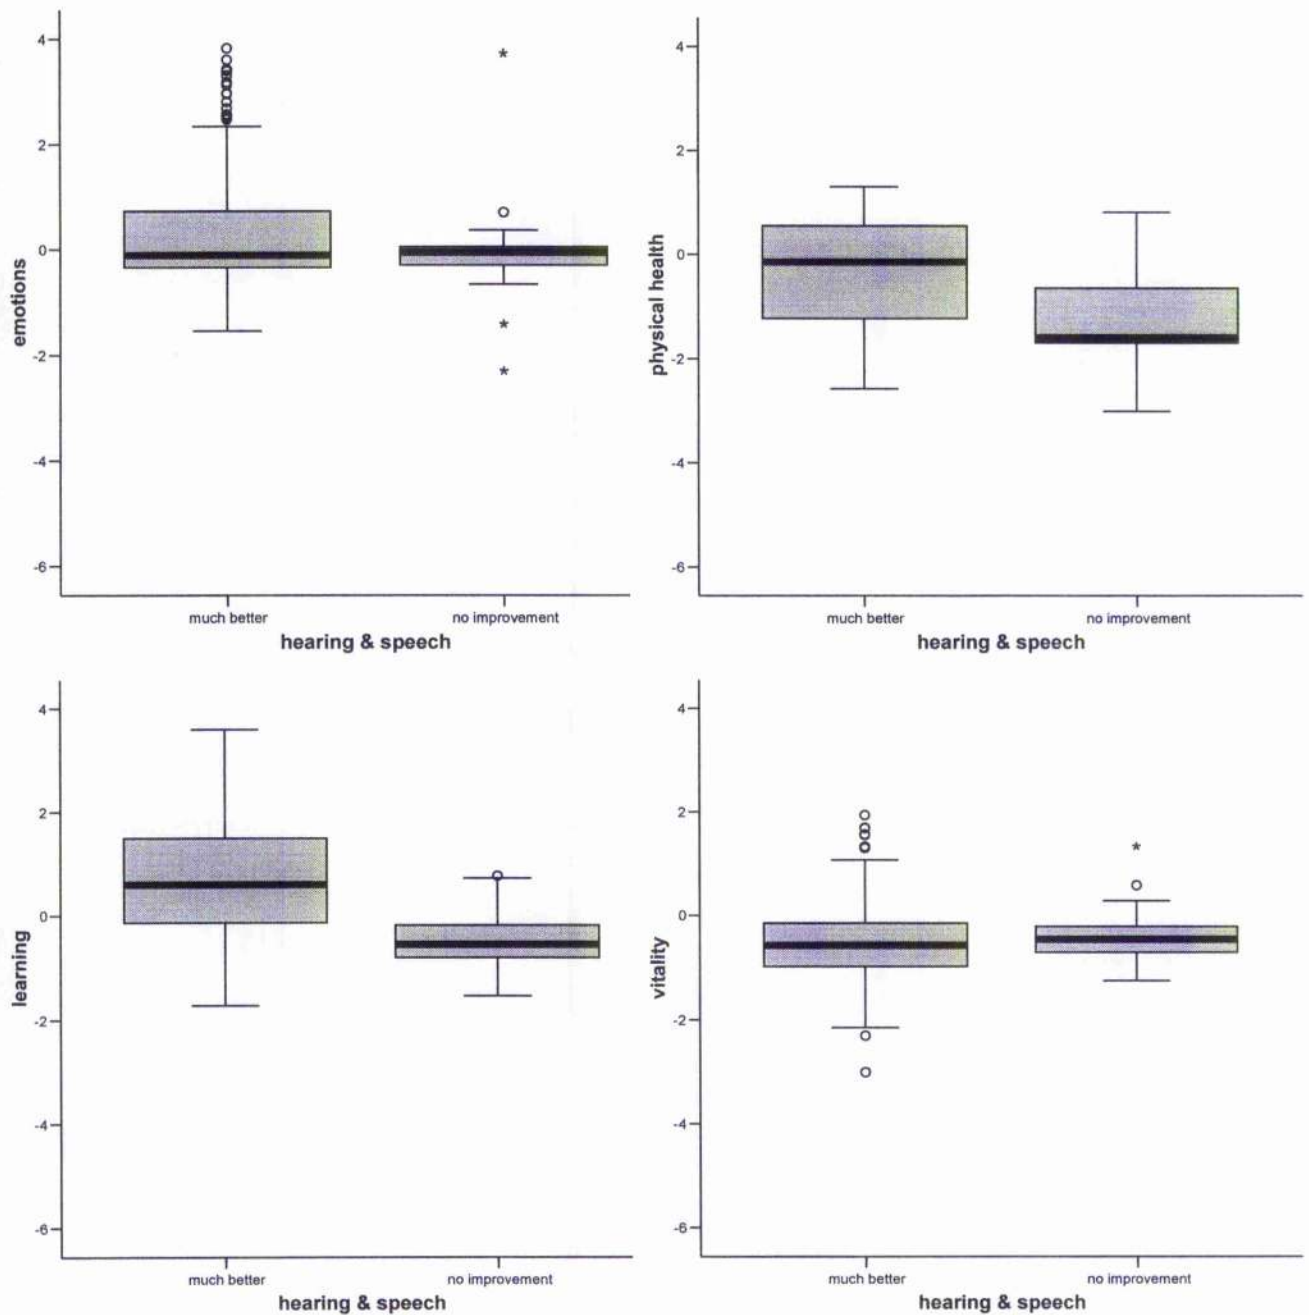 4
2
0
-2
-4
-6
emotions
much better
no improvement
hearing & speech
4
2
0
-2
-4
-6
physical health
much better
no improvement
hearing & speech
4
2
0
-2
-4
-6
learning
much better
no improvement
hearing & speech
4
2
0
-2
-4
-6
vitality
much better
no improvement
hearing & speech